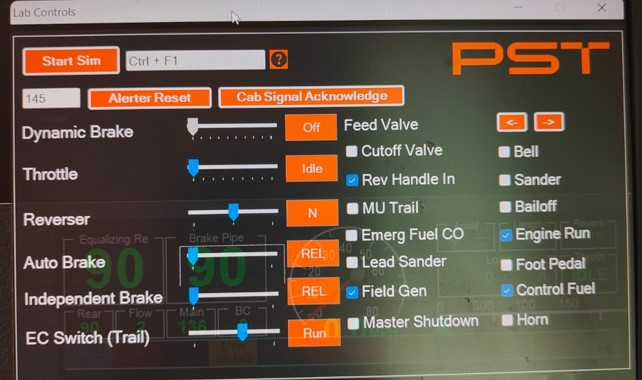 Lab Controls
Start Sim Ctrl + F1 ? PST
145 Alerter Reset Cab Signal Acknowledge
Dynamic Brake Off Feed Valve <- ->
Cutoff Valve Bell
Throttle Idle Rev Handle In Sander
Reverser N MU Trail Bailoff
Equalizing Re Brake Pipe Emerg Fuel CO Engine Run
Auto Brake 90 90 REL Lead Sander Foot Pedal
Independent Brake REL Field Gen Control Fuel
Rear Flow Main BC
EC Switch (Trail) Run Master Shutdown Horn